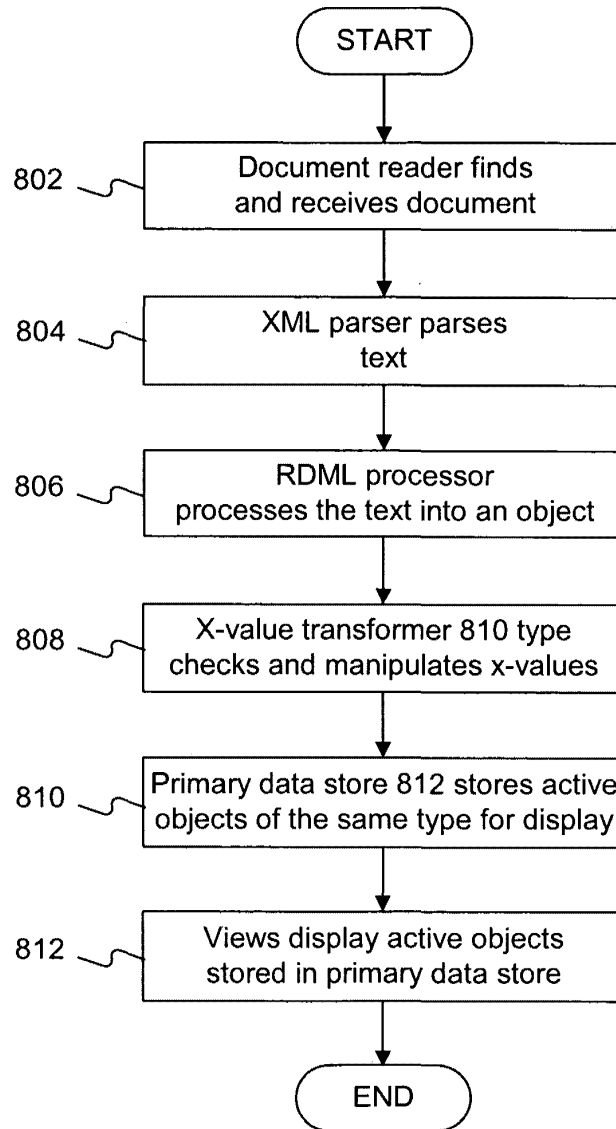 START
802
Document reader finds
and receives document
804
XML parser parses
text
806
RDML processor
processes the text into an object
808
X-value transformer 810 type
checks and manipulates x-values
810
Primary data store 812 stores active
objects of the same type for display
812
Views display active objects
stored in primary data store
END